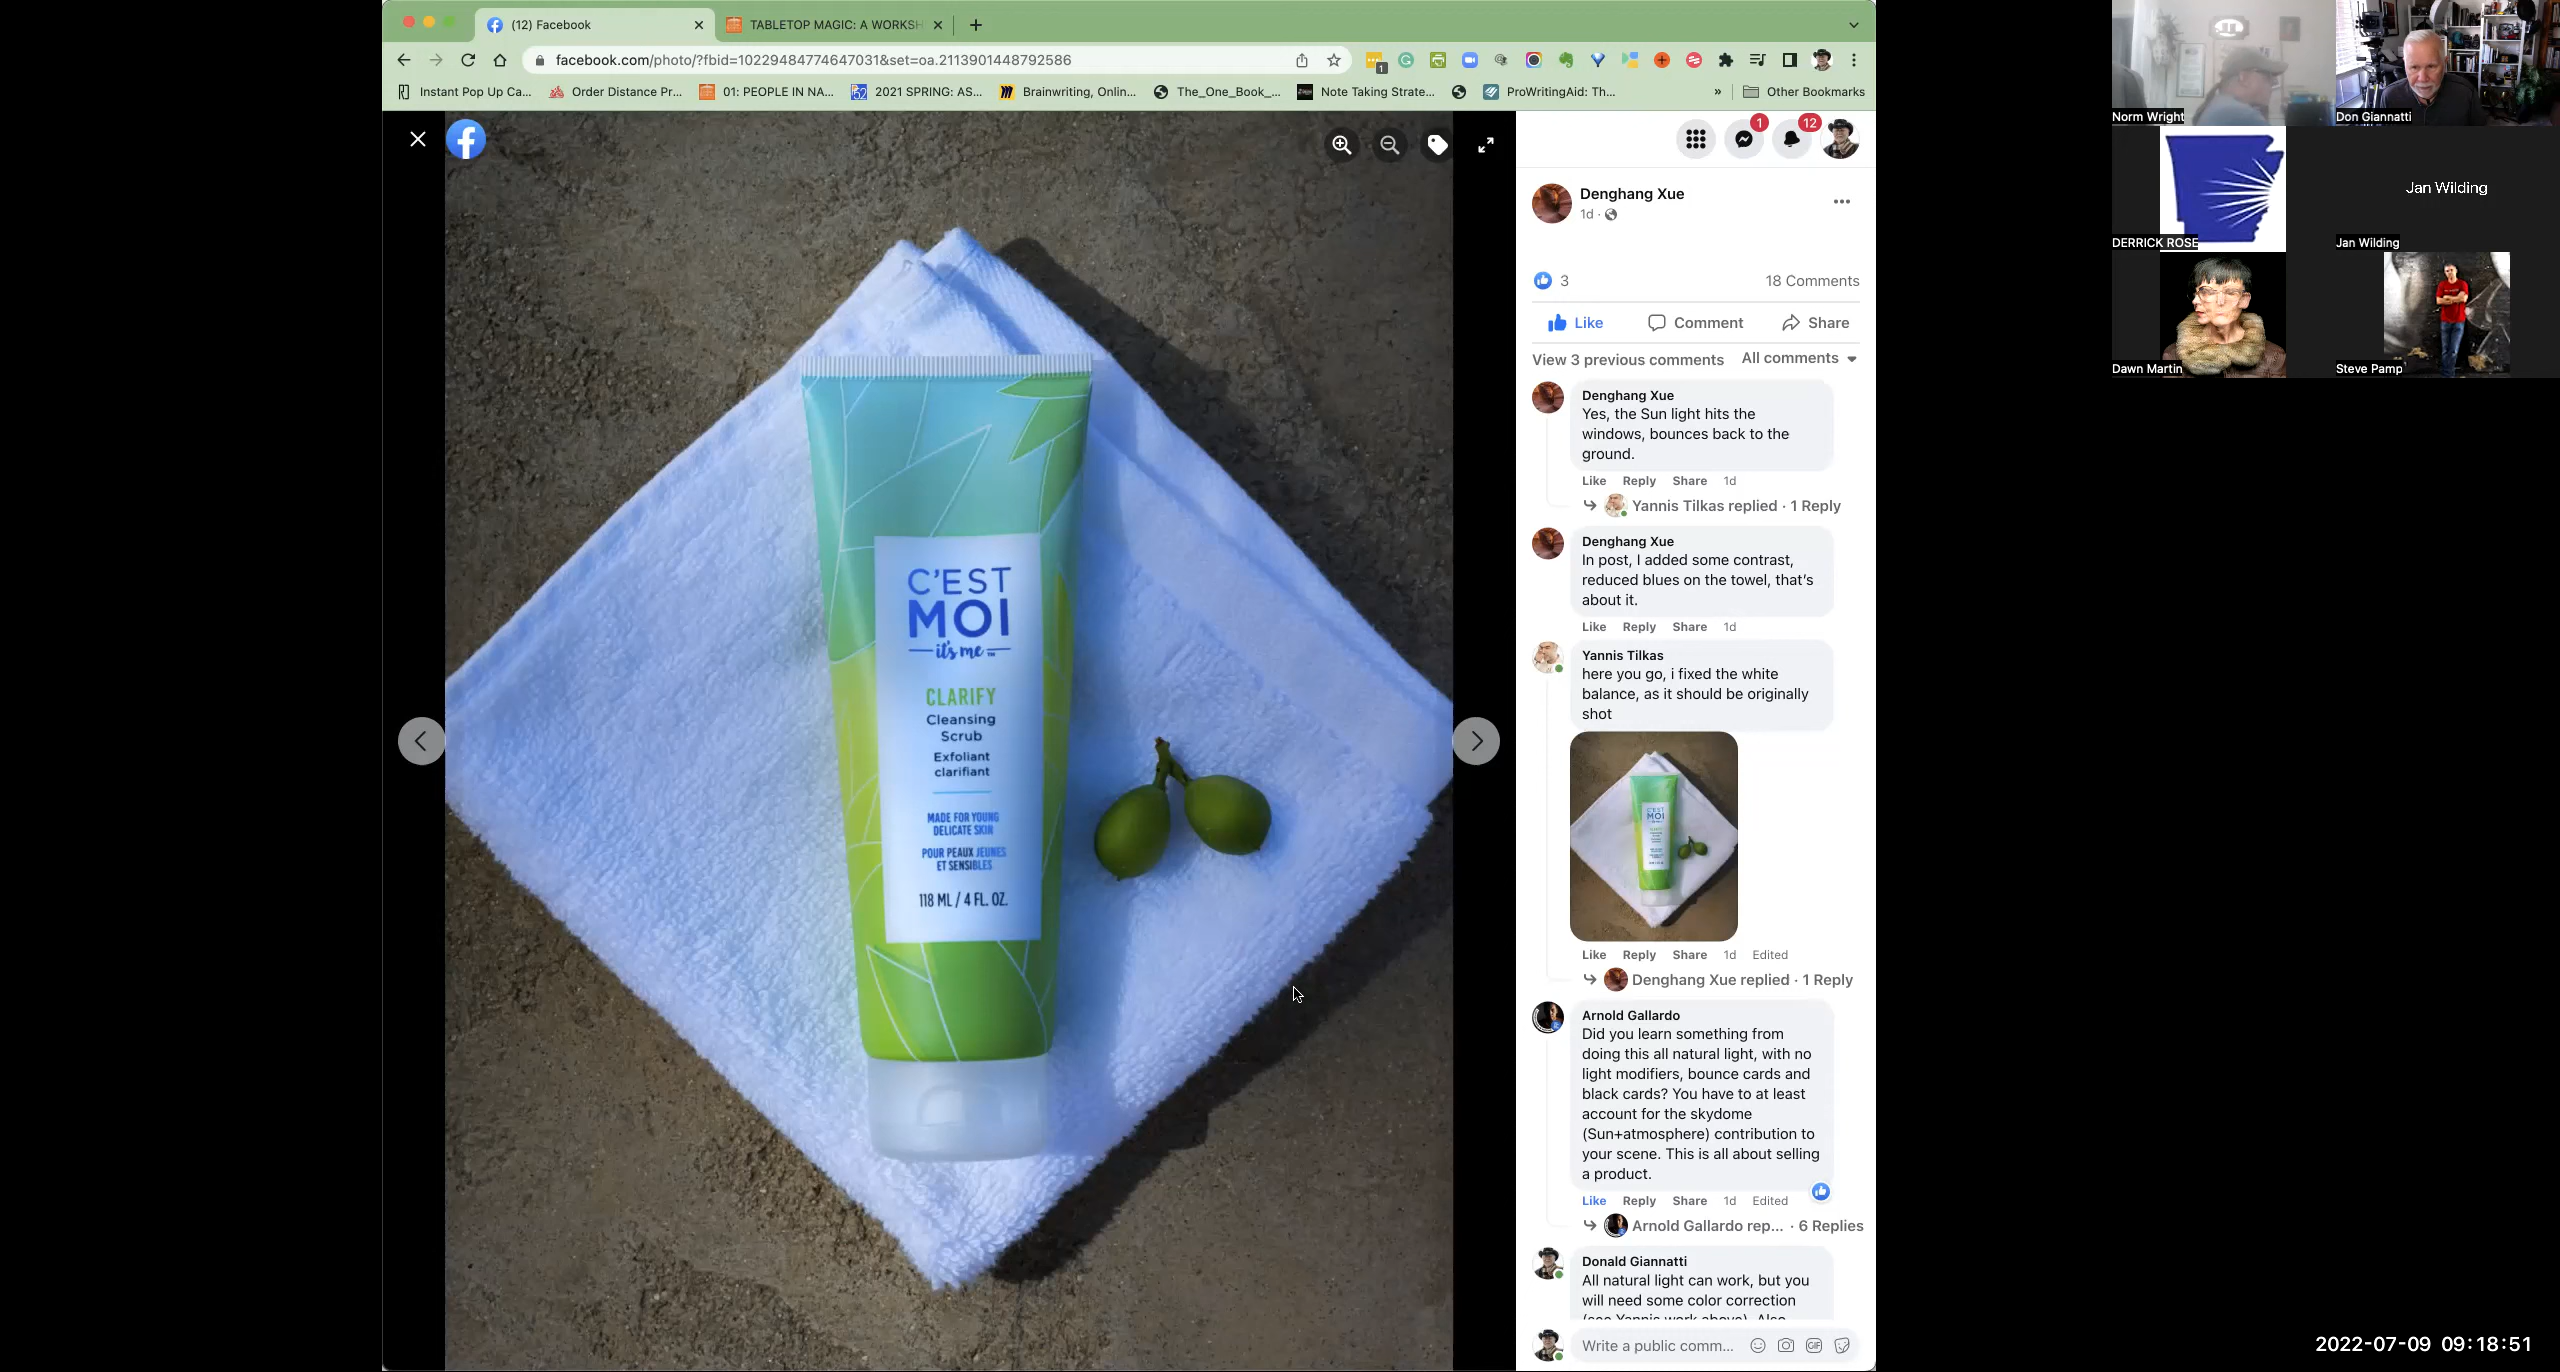 (12) Facebook
TABLETOP MAGIC: A WORKSH
facebook.com/photo/?fbid=10229484774647031&set=oa.2113901448792586
1
Instant Pop Up Ca...
Order Distance Pr...
01: PEOPLE IN NA...
2021 SPRING: AS...
Brainwriting, Onlin...
The_One_Book_...
Note Taking Strate...
ProWritingAid: Th...
»
Other Bookmarks
1
12
Denghang Xue
1d ·
3
18 Comments
Like
Comment
Share
View 3 previous comments
All comments
Denghang Xue
Yes, the Sun light hits the
windows, bounces back to the
ground.
Like Reply Share 1d
Yannis Tilkas replied · 1 Reply
Denghang Xue
In post, I added some contrast,
reduced blues on the towel, that's
about it.
Like Reply Share 1d
Yannis Tilkas
here you go, i fixed the white
balance, as it should be originally
shot
C'EST
MOI
Like Reply Share 1d Edited
Denghang Xue replied · 1 Reply
Arnold Gallardo
Did you learn something from
doing this all natural light, with no
light modifiers, bounce cards and
black cards? You have to at least
account for the skydome
(Sun+atmosphere) contribution to
your scene. This is all about selling
a product.
Like Reply Share 1d Edited
Arnold Gallardo rep... · 6 Replies
Donald Giannatti
All natural light can work, but you
will need some color correction
(see Yannis work above). Also
Write a public comm...
GIF
C'EST
MOI
it's me™
CLARIFY
Cleansing
Scrub
Exfoliant
clarifiant
MADE FOR YOUNG
DELICATE SKIN
POUR PEAUX JEUNES
ET SENSIBLES
118 ML / 4 FL. OZ.
Norm Wright
Don Giannatti
DERRICK ROSE
Jan Wilding
Jan Wilding
Dawn Martin
Steve Pamp
2022-07-09 09:18:51